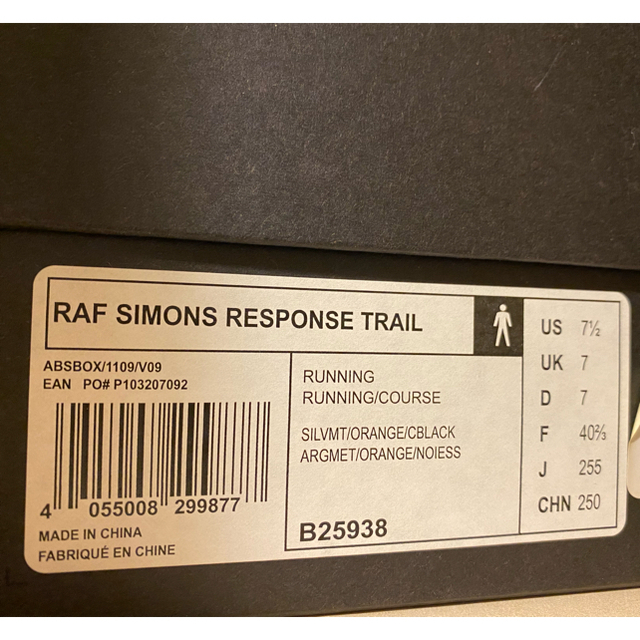 RAF SIMONS RESPONSE TRAIL
ABSBOX/1109/V09
EAN PO# P103207092
4 055008 299877
MADE IN CHINA
FABRIQUÉ EN CHINE
RUNNING
RUNNING/COURSE
SILVMT/ORANGE/CBLACK
ARGMET/ORANGE/NOIESS
B25938
US 7½
UK 7
D 7
F 40⅔
J 255
CHN 250